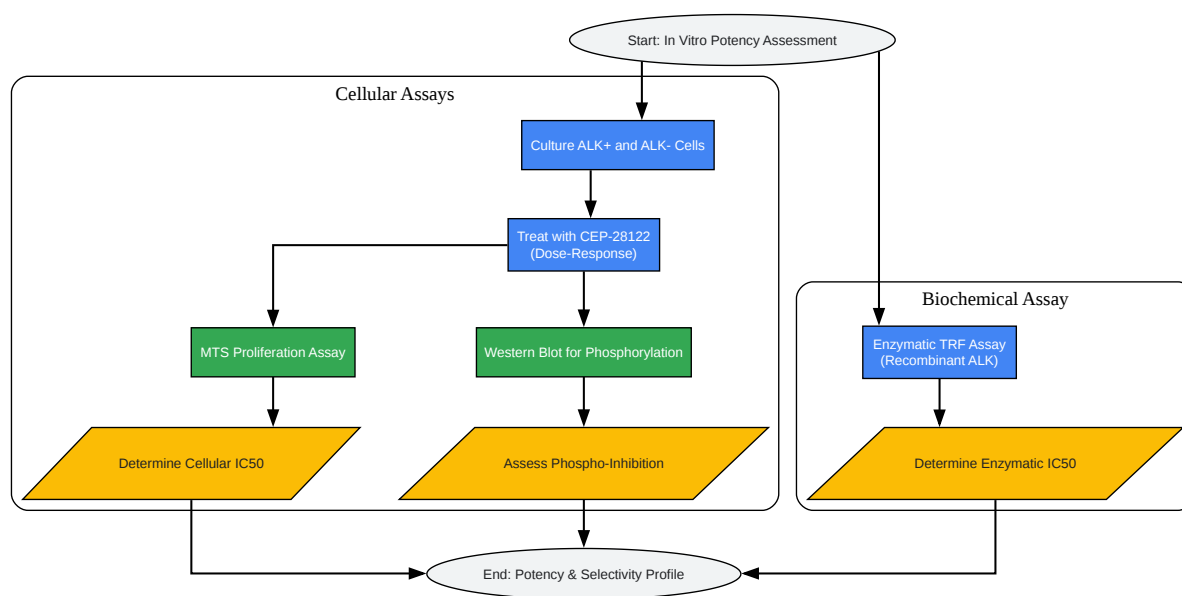 Start: In Vitro Potency Assessment
Cellular Assays
Culture ALK+ and ALK- Cells
Treat with CEP-28122
(Dose-Response)
MTS Proliferation Assay
Western Blot for Phosphorylation
Determine Cellular IC50
Assess Phospho-Inhibition
Biochemical Assay
Enzymatic TRF Assay
(Recombinant ALK)
Determine Enzymatic IC50
End: Potency & Selectivity Profile